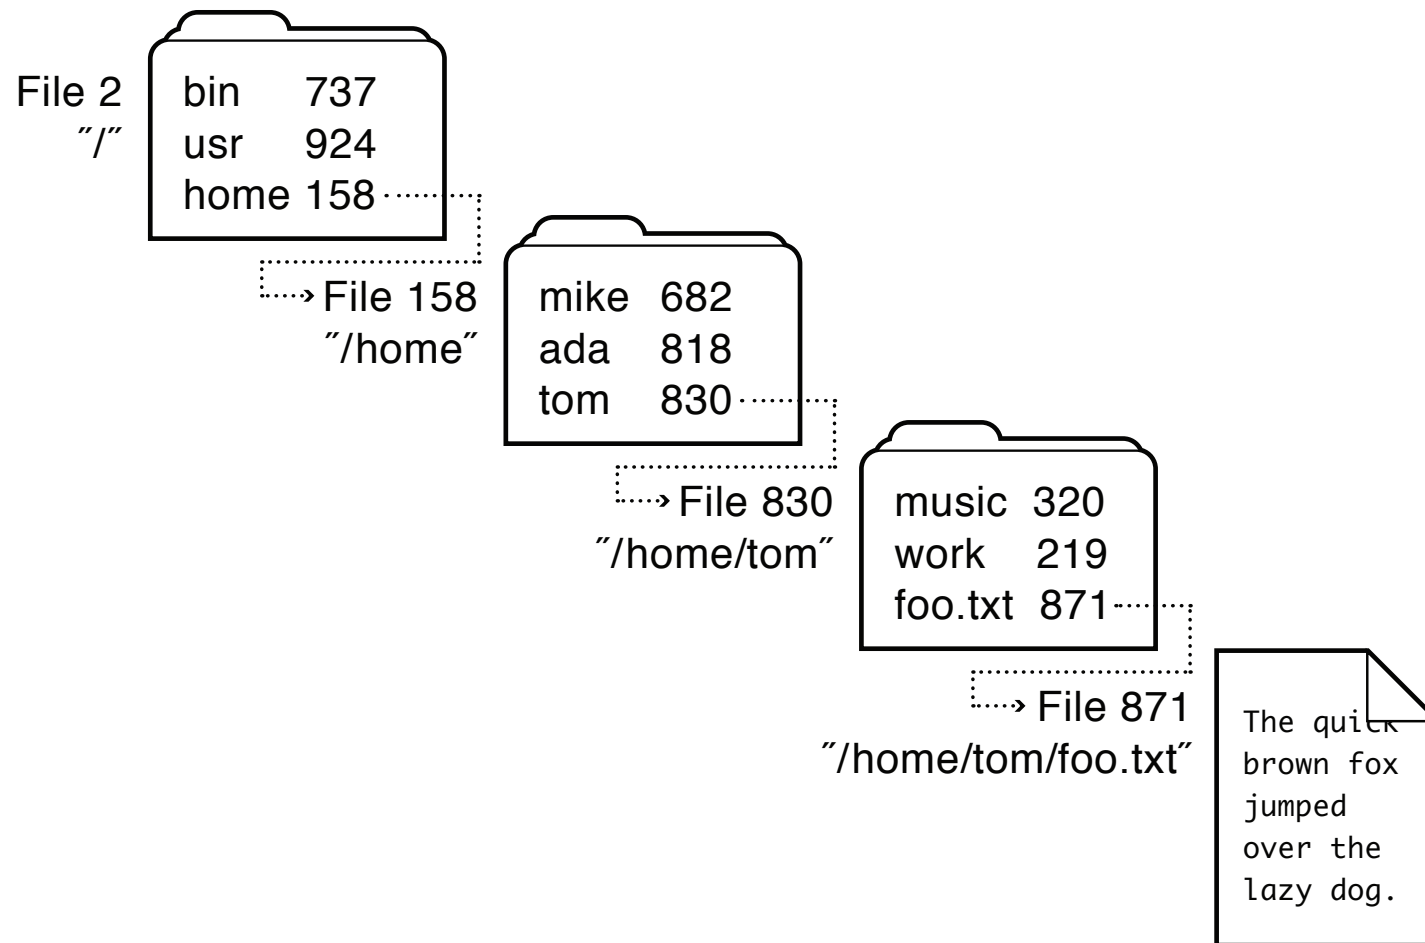 File 2
"/"
bin 737
usr 924
home 158
File 158
"/home"
mike 682
ada 818
tom 830
File 830
"/home/tom"
music 320
work 219
foo.txt 871
File 871
"/home/tom/foo.txt"
The quick
brown fox
jumped
over the
lazy dog.